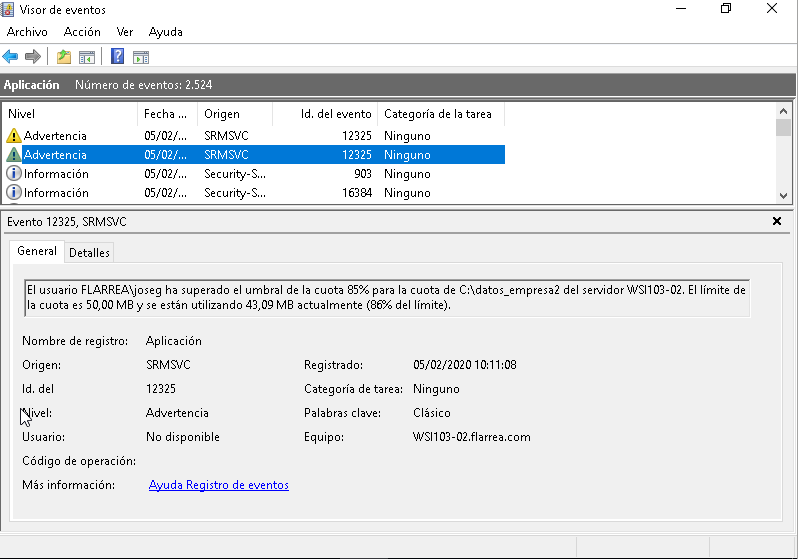 Visor de eventos
Archivo Acción Ver Ayuda
Aplicación Número de eventos: 2.524
Nivel Fecha ... Origen Id. del evento Categoría de la tarea
Advertencia 05/02/... SRMSVC 12325 Ninguno
Advertencia 05/02/... SRMSVC 12325 Ninguno
Información 05/02/... Security-S... 903 Ninguno
Información 05/02/... Security-S... 16384 Ninguno
Evento 12325, SRMSVC
General Detalles
El usuario FLARREA\joseg ha superado el umbral de la cuota 85% para la cuota de C:\datos_empresa2 del servidor WSI103-02. El límite de
la cuota es 50,00 MB y se están utilizando 43,09 MB actualmente (86% del límite).
Nombre de registro: Aplicación
Origen: SRMSVC Registrado: 05/02/2020 10:11:08
Id. del 12325 Categoría de tarea: Ninguno
Nivel: Advertencia Palabras clave: Clásico
Usuario: No disponible Equipo: WSI103-02.flarrea.com
Código de operación:
Más información: Ayuda Registro de eventos